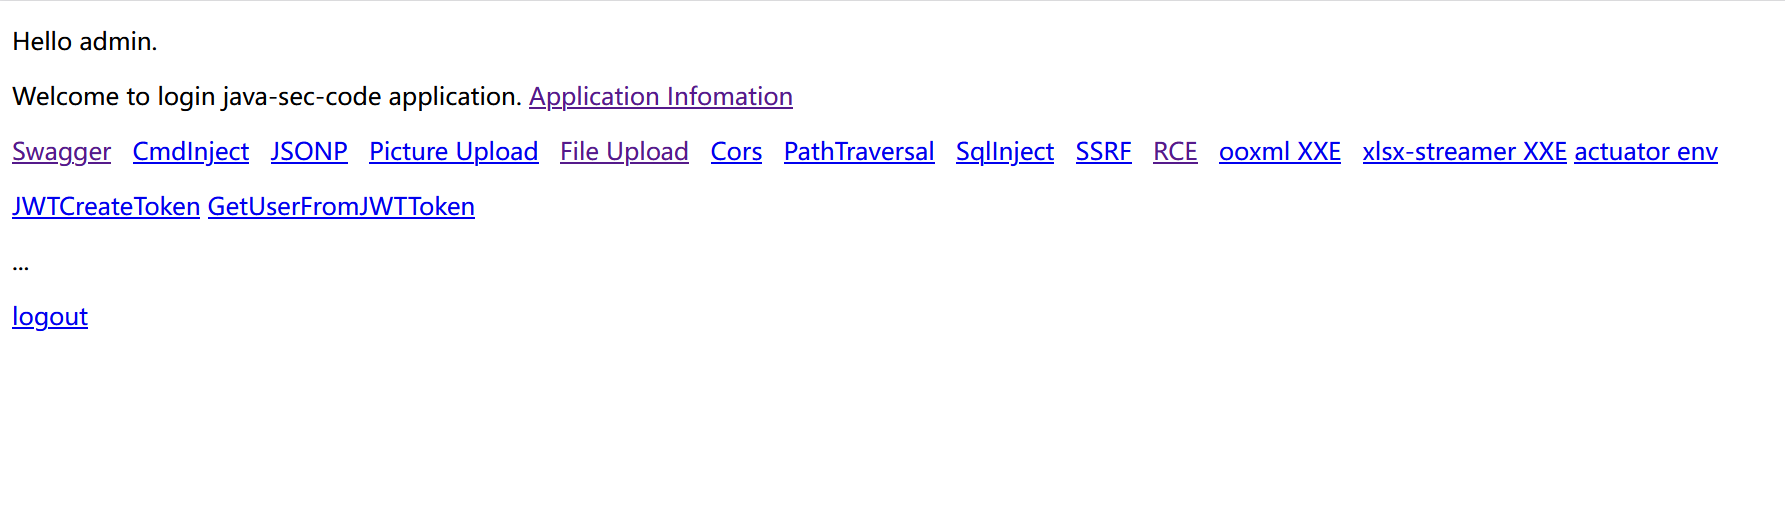 Hello admin.
Welcome to login java-sec-code application. Application Infomation
Swagger CmdInject JSONP Picture Upload File Upload Cors PathTraversal SqlInject SSRF RCE ooxml XXE xlsx-streamer XXE actuator env
JWTCreateToken GetUserFromJWTToken
...
logout